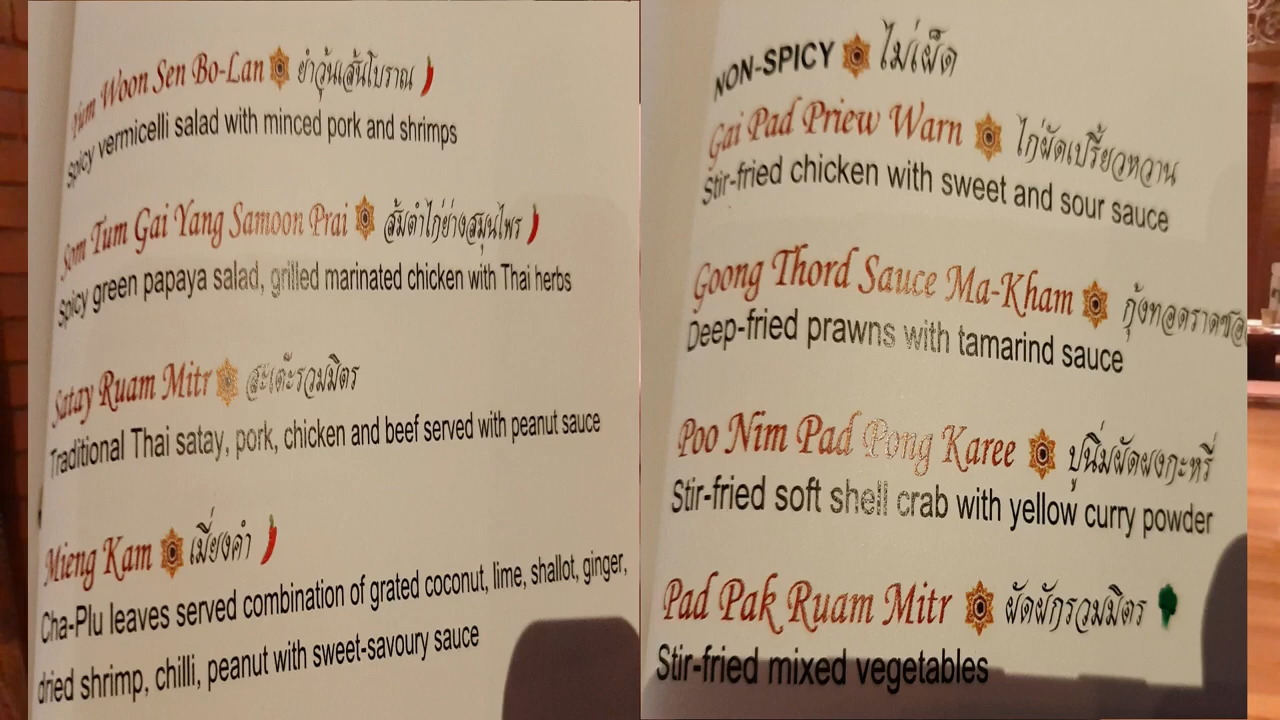 Yum Woon Sen Bo-Lan ยำวุ้นเส้นโบราณ
Spicy vermicelli salad with minced pork and shrimps
Som Tum Gai Yang Samoon Prai ส้มตำไก่ย่างสมุนไพร
Spicy green papaya salad, grilled marinated chicken with Thai herbs
Satay Ruam Mitr สะเต๊ะรวมมิตร
Traditional Thai satay, pork, chicken and beef served with peanut sauce
Mieng Kam เมี่ยงคำ
Cha-Plu leaves served combination of grated coconut, lime, shallot, ginger,
dried shrimp, chilli, peanut with sweet-savoury sauce
NON-SPICY ไม่เผ็ด
Gai Pad Priew Warn ไก่ผัดเปรี้ยวหวาน
Stir-fried chicken with sweet and sour sauce
Goong Thord Sauce Ma-Kham กุ้งทอดราดซอ
Deep-fried prawns with tamarind sauce
Poo Nim Pad Pong Karee ปูนิ่มผัดผงกะหรี่
Stir-fried soft shell crab with yellow curry powder
Pad Pak Ruam Mitr ผัดผักรวมมิตร
Stir-fried mixed vegetables